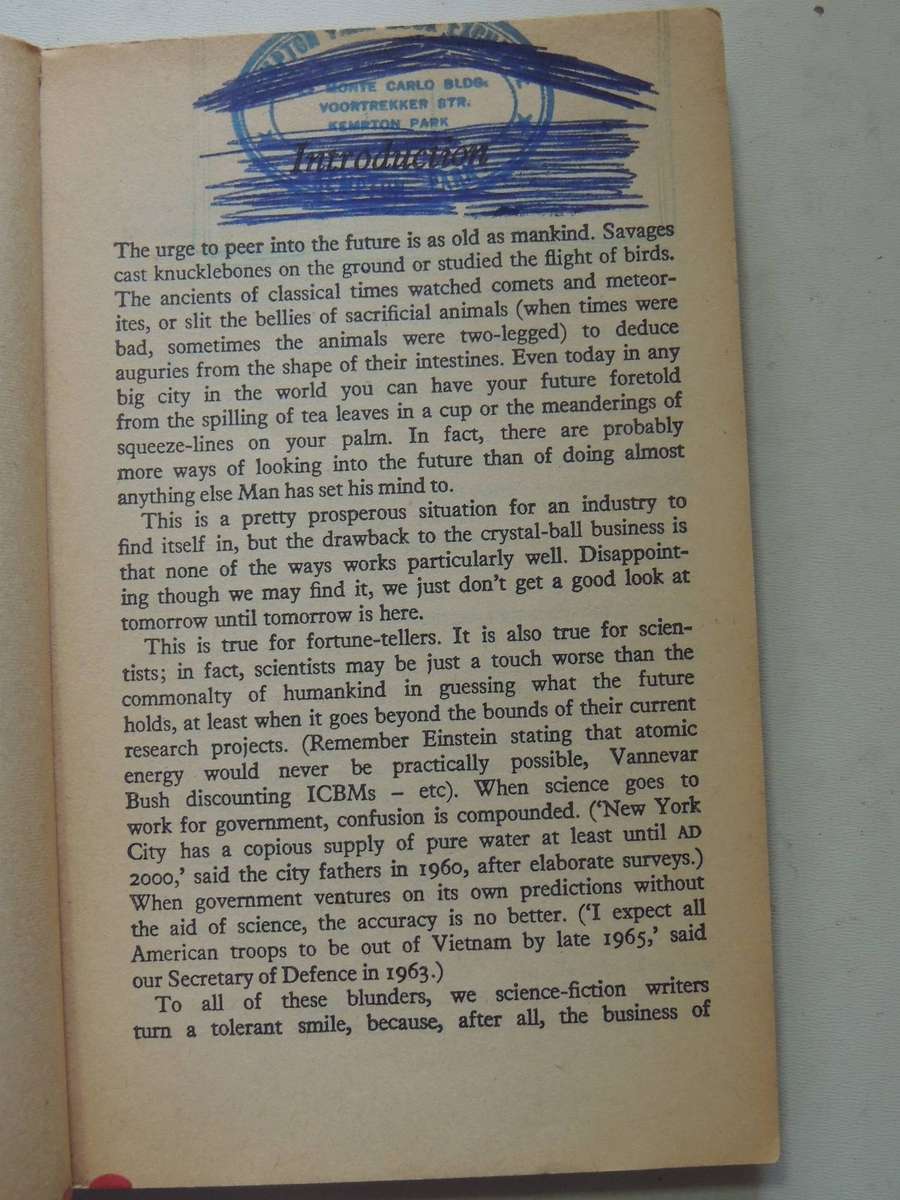 MONTE CARLO BLDG.
VOORTREKKER STR.
KEMPTON PARK
Introduction
The urge to peer into the future is as old as mankind. Savages
cast knucklebones on the ground or studied the flight of birds.
The ancients of classical times watched comets and meteor-
ites, or slit the bellies of sacrificial animals (when times were
bad, sometimes the animals were two-legged) to deduce
auguries from the shape of their intestines. Even today in any
big city in the world you can have your future foretold
from the spilling of tea leaves in a cup or the meanderings of
squeeze-lines on your palm. In fact, there are probably
more ways of looking into the future than of doing almost
anything else Man has set his mind to.
This is a pretty prosperous situation for an industry to
find itself in, but the drawback to the crystal-ball business is
that none of the ways works particularly well. Disappoint-
ing though we may find it, we just don't get a good look at
tomorrow until tomorrow is here.
This is true for fortune-tellers. It is also true for scien-
tists; in fact, scientists may be just a touch worse than the
commonalty of humankind in guessing what the future
holds, at least when it goes beyond the bounds of their current
research projects. (Remember Einstein stating that atomic
energy would never be practically possible, Vannevar
Bush discounting ICBMs – etc). When science goes to
work for government, confusion is compounded. ('New York
City has a copious supply of pure water at least until AD
2000,' said the city fathers in 1960, after elaborate surveys.)
When government ventures on its own predictions without
the aid of science, the accuracy is no better. ('I expect all
American troops to be out of Vietnam by late 1965,' said
our Secretary of Defence in 1963.)
To all of these blunders, we science-fiction writers
turn a tolerant smile, because, after all, the business of